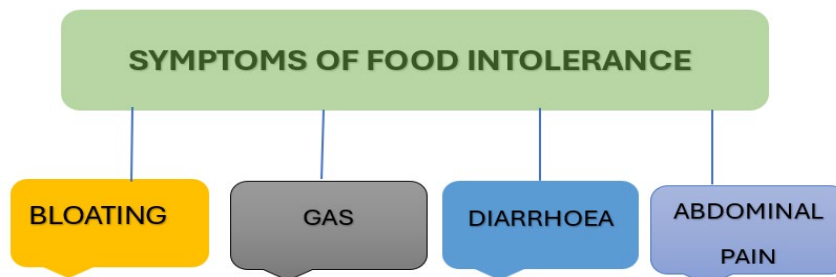 SYMPTOMS OF FOOD INTOLERANCE
BLOATING
GAS
DIARRHOEA
ABDOMINAL
PAIN